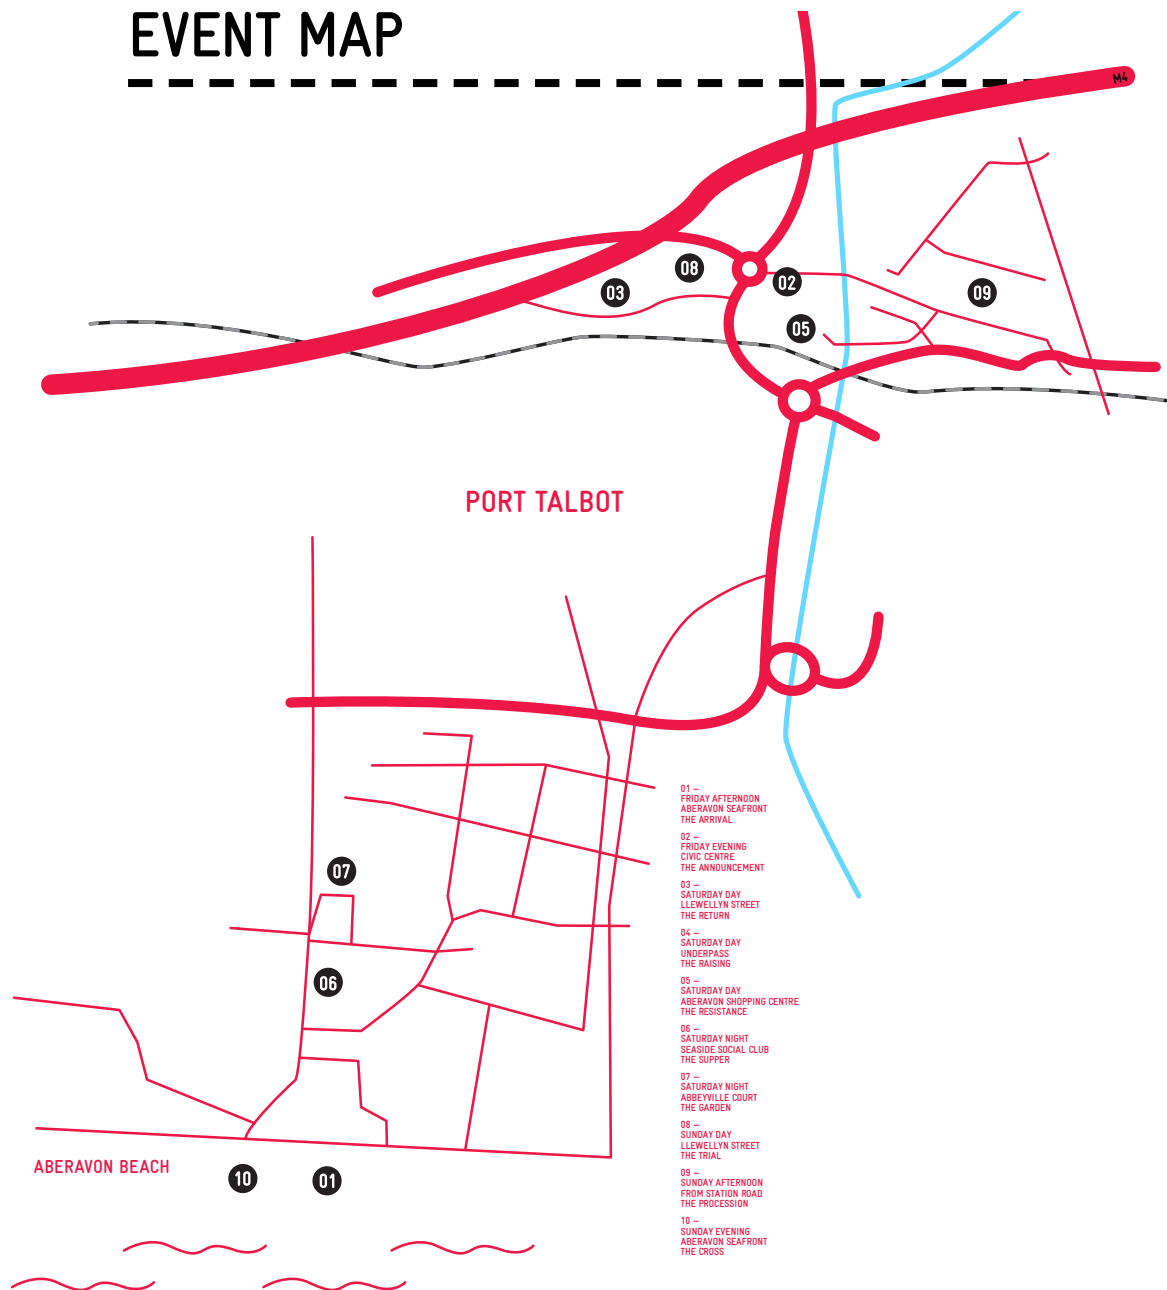 EVENT MAP
M4
08
03
02
09
05
PORT TALBOT
07
06
ABERAVON BEACH
10
01
01 –
FRIDAY AFTERNOON
ABERAVON SEAFRONT
THE ARRIVAL
02 –
FRIDAY EVENING
CIVIC CENTRE
THE ANNOUNCEMENT
03 –
SATURDAY DAY
LLEWELLYN STREET
THE RETURN
04 –
SATURDAY DAY
UNDERPASS
THE RAISING
05 –
SATURDAY DAY
ABERAVON SHOPPING CENTRE
THE RESISTANCE
06 –
SATURDAY NIGHT
SEASIDE SOCIAL CLUB
THE SUPPER
07 –
SATURDAY NIGHT
ABBEYVILLE COURT
THE GARDEN
08 –
SUNDAY DAY
LLEWELLYN STREET
THE TRIAL
09 –
SUNDAY AFTERNOON
FROM STATION ROAD
THE PROCESSION
10 –
SUNDAY EVENING
ABERAVON SEAFRONT
THE CROSS